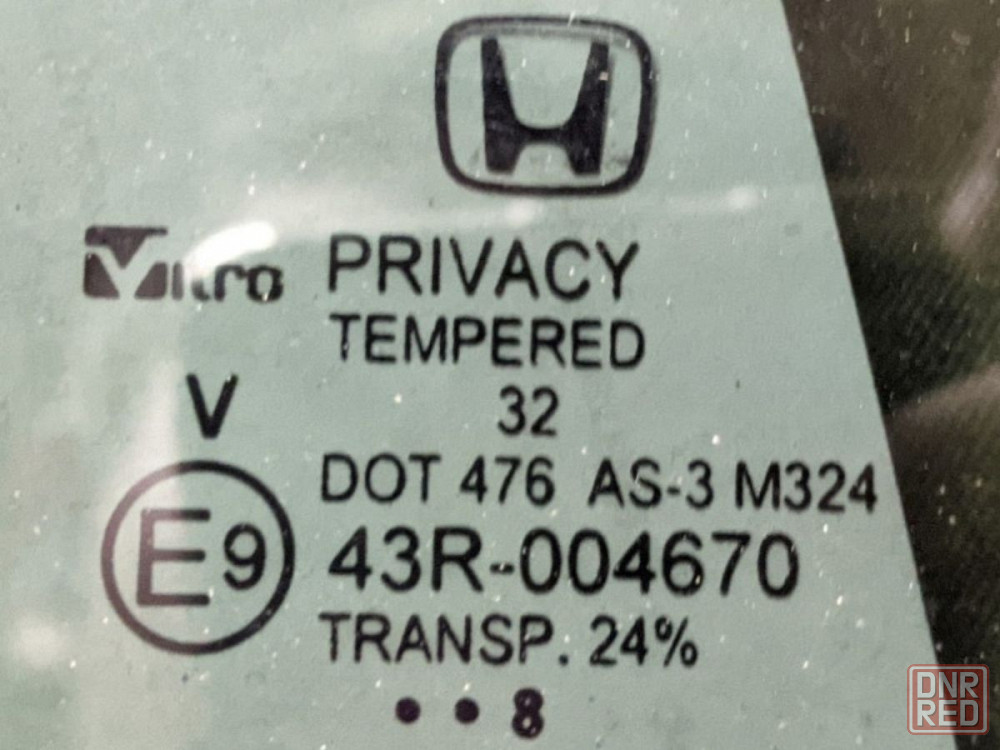 Vitro PRIVACY
TEMPERED
V 32
DOT 476 AS-3 M324
E9 43R-004670
TRANSP. 24%
• • 8
DNR
RED